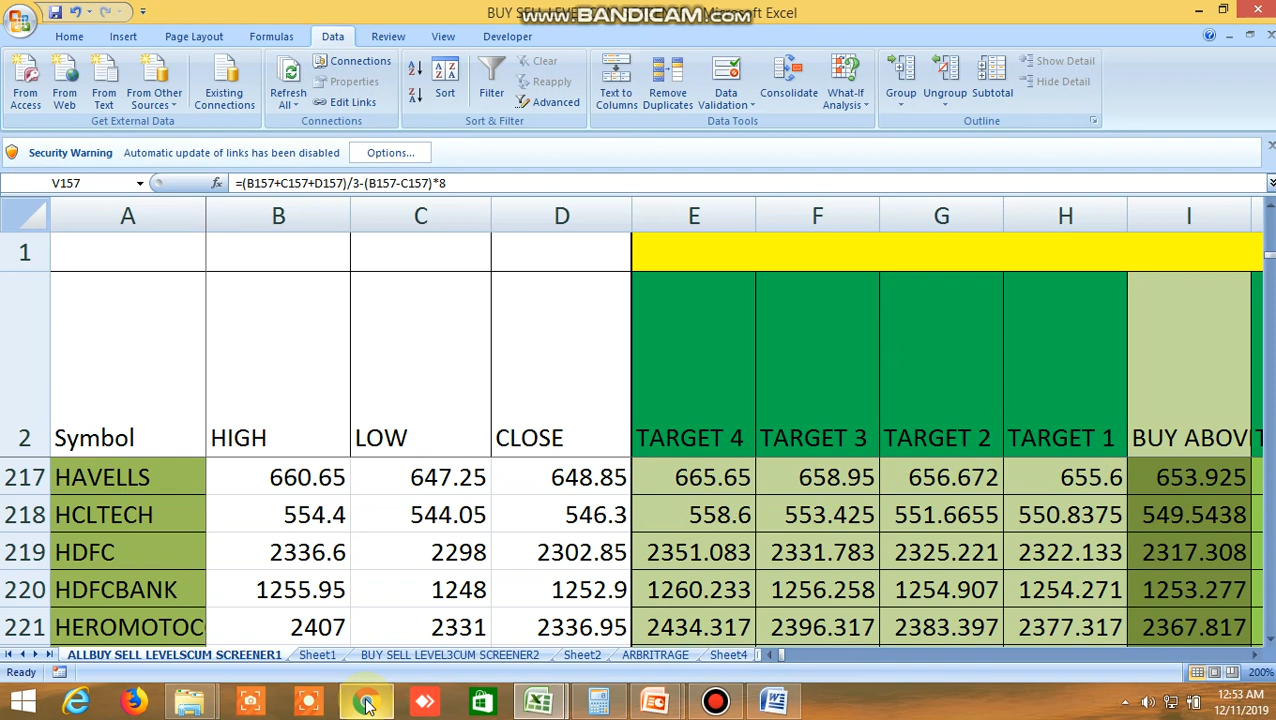 BUY SELL LEVE Microsoft Excel
www.BANDICAM.com
Home Insert Page Layout Formulas Data Review View Developer
From Access From Web From Text From Other Sources Existing Connections Refresh All Connections Properties Edit Links Sort Filter Clear Reapply Advanced Text to Columns Remove Duplicates Data Validation Consolidate What-If Analysis Group Ungroup Subtotal Show Detail Hide Detail
Get External Data Connections Sort & Filter Data Tools Outline
Security Warning Automatic update of links has been disabled Options...
V157 fx =(B157+C157+D157)/3-(B157-C157)*8
A B C D E F G H I
1
2 Symbol HIGH LOW CLOSE TARGET 4 TARGET 3 TARGET 2 TARGET 1 BUY ABOV T
217 HAVELLS 660.65 647.25 648.85 665.65 658.95 656.672 655.6 653.925
218 HCLTECH 554.4 544.05 546.3 558.6 553.425 551.6655 550.8375 549.5438
219 HDFC 2336.6 2298 2302.85 2351.083 2331.783 2325.221 2322.133 2317.308
220 HDFCBANK 1255.95 1248 1252.9 1260.233 1256.258 1254.907 1254.271 1253.277
221 HEROMOTOC 2407 2331 2336.95 2434.317 2396.317 2383.397 2377.317 2367.817
ALLBUY SELL LEVELSCUM SCREENER1 Sheet1 BUY SELL LEVEL3CUM SCREENER2 Sheet2 ARBRITRAGE Sheet4
Ready 200%
12:53 AM
12/11/2019